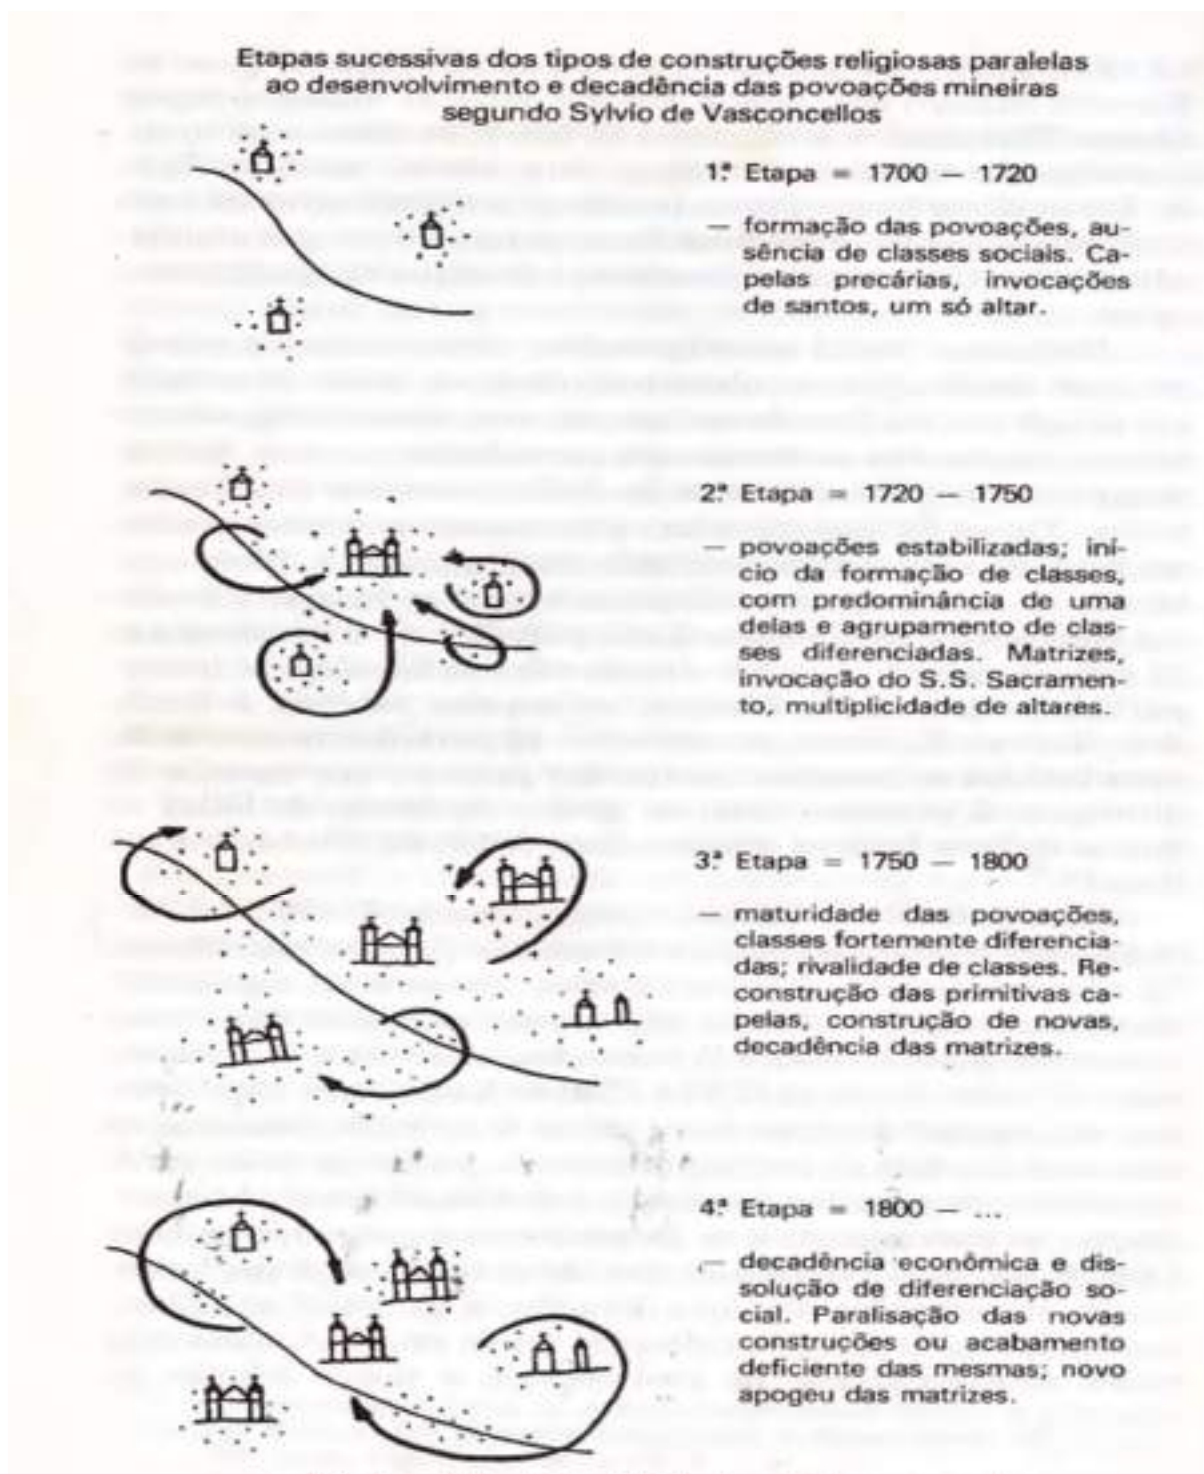 Etapas sucessivas dos tipos de construções religiosas paralelas
ao desenvolvimento e decadência das povoações mineiras
segundo Sylvio de Vasconcellos
1.ª Etapa = 1700 — 1720
— formação das povoações, au-
sência de classes sociais. Ca-
pelas precárias, invocações
de santos, um só altar.
2.ª Etapa = 1720 — 1750
— povoações estabilizadas; iní-
cio da formação de classes,
com predominância de uma
delas e agrupamento de clas-
ses diferenciadas. Matrizes,
invocação do S.S. Sacramen-
to, multiplicidade de altares.
3.ª Etapa = 1750 — 1800
— maturidade das povoações,
classes fortemente diferencia-
das; rivalidade de classes. Re-
construção das primitivas ca-
pelas, construção de novas,
decadência das matrizes.
4.ª Etapa = 1800 — ...
— decadência econômica e dis-
solução de diferenciação so-
cial. Paralisação das novas
construções ou acabamento
deficiente das mesmas; novo
apogeu das matrizes.